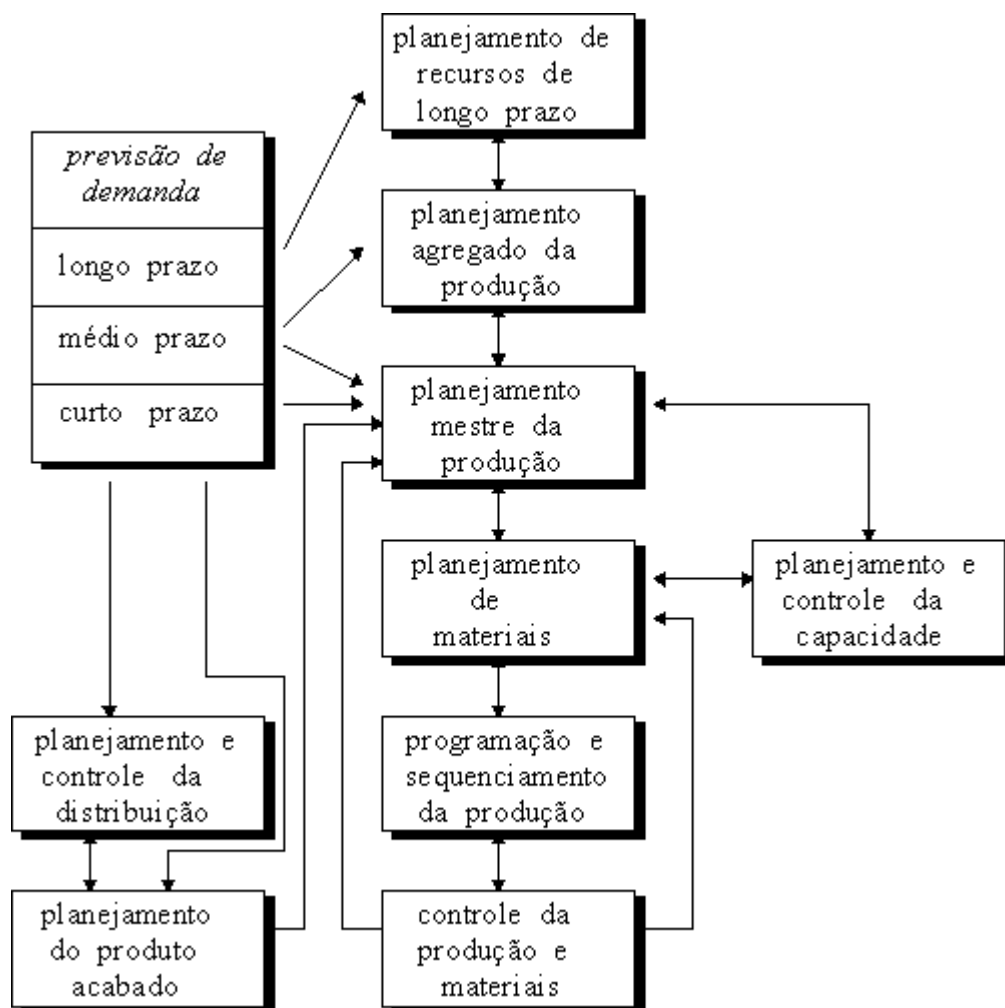 planejamento de
recursos de
longo prazo
previsão de
demanda
longo prazo
médio prazo
curto prazo
planejamento
agregado da
produção
planejamento
mestre da
produção
planejamento
de
materiais
planejamento e
controle da
capacidade
planejamento e
controle da
distribuição
programação e
sequenciamento
da produção
planejamento
do produto
acabado
controle da
produção e
materiais